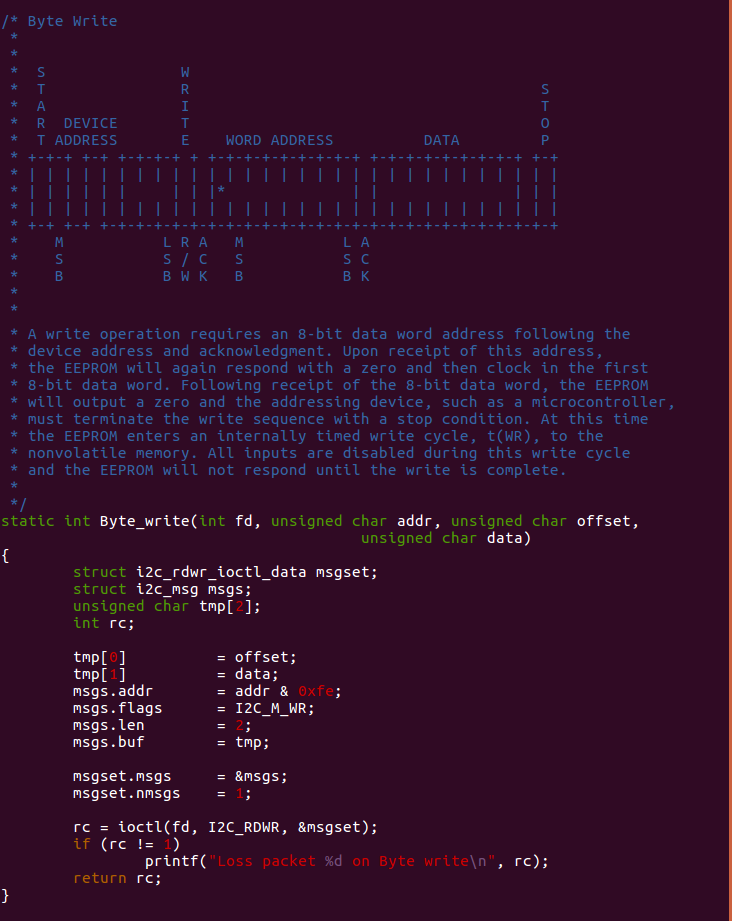 /* Byte Write
 *
 *
 *  S               W
 *  T               R                                       S
 *  A               I                                       T
 *  R  DEVICE       T                                       O
 *  T ADDRESS       E    WORD ADDRESS          DATA         P
 * +-+-+ +-+ +-+-+-+ + +-+-+-+-+-+-+-+-+ +-+-+-+-+-+-+-+-+ +-+
 * | | | | | | | | | | | | | | | | | | | | | | | | | | | | | |
 * | | | | | |     | | |*              | |               | | |
 * | | | | | | | | | | | | | | | | | | | | | | | | | | | | | |
 * +-+ +-+ +-+-+-+-+-+-+-+-+-+-+-+-+-+-+-+-+-+-+-+-+-+-+-+-+-+
 *    M           L R A   M           L A
 *    S           S / C   S           S C
 *    B           B W K   B           B K
 *
 *
 * A write operation requires an 8-bit data word address following the
 * device address and acknowledgment. Upon receipt of this address,
 * the EEPROM will again respond with a zero and then clock in the first
 * 8-bit data word. Following receipt of the 8-bit data word, the EEPROM
 * will output a zero and the addressing device, such as a microcontroller,
 * must terminate the write sequence with a stop condition. At this time
 * the EEPROM enters an internally timed write cycle, t(WR), to the
 * nonvolatile memory. All inputs are disabled during this write cycle
 * and the EEPROM will not respond until the write is complete.
 *
 */
static int Byte_write(int fd, unsigned char addr, unsigned char offset,
                                        unsigned char data)
{
        struct i2c_rdwr_ioctl_data msgset;
        struct i2c_msg msgs;
        unsigned char tmp[2];
        int rc;

        tmp[0]          = offset;
        tmp[1]          = data;
        msgs.addr       = addr & 0xfe;
        msgs.flags      = I2C_M_WR;
        msgs.len        = 2;
        msgs.buf        = tmp;

        msgset.msgs     = &msgs;
        msgset.nmsgs    = 1;

        rc = ioctl(fd, I2C_RDWR, &msgset);
        if (rc != 1)
                printf("Loss packet %d on Byte write\n", rc);
        return rc;
}